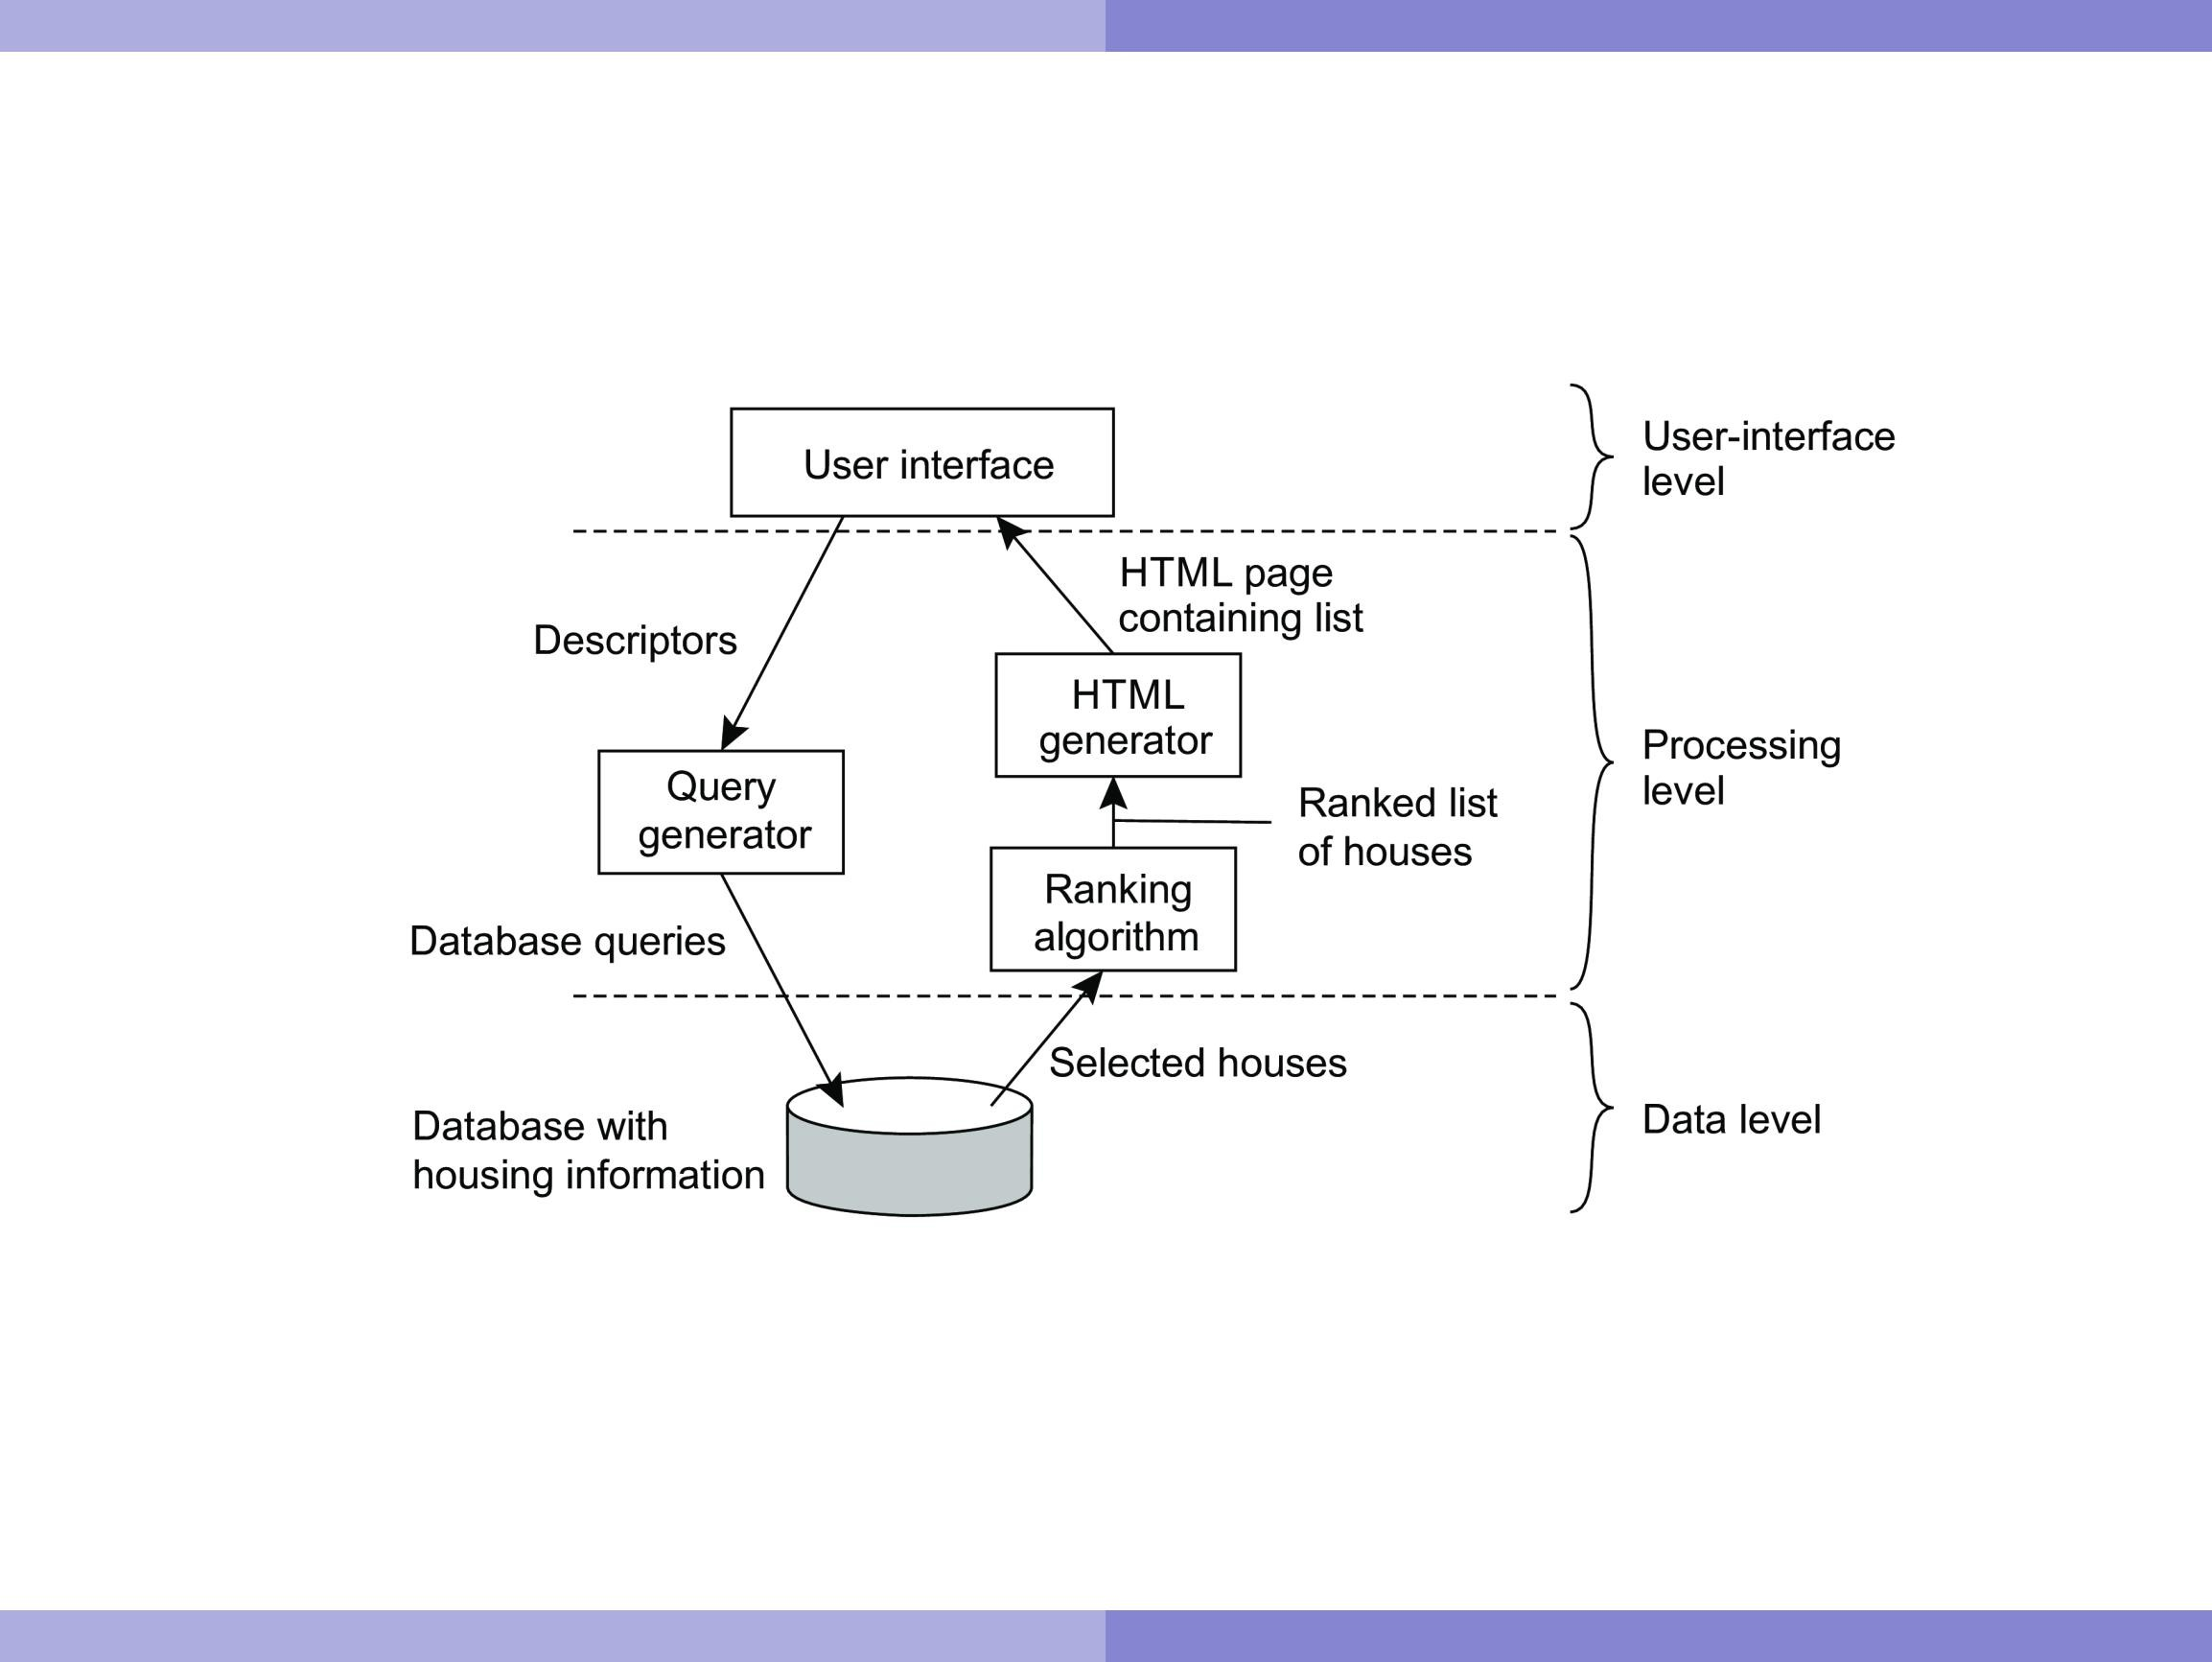 User interface
User-interface
level
HTML page
containing list
Descriptors
HTML
generator
Processing
level
Query
generator
Ranked list
of houses
Ranking
algorithm
Database queries
Selected houses
Database with
housing information
Data level